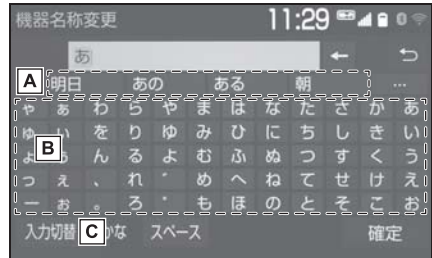 機器名称変更 11:29
あ ←
A 明日 あの ある 朝 …
ゃ ぁ わ ら や ま は な た さ か あ
ゅ ぃ を り ゆ み ひ に ち し き い
ょ ぅ ん る よ む ふ ぬ つ す く う
B
っ ぇ 、 れ ゛ め へ ね て せ け え
ー ぉ 。 ろ ゜ も ほ の と そ こ お
入力切替 かな スペース 確定
C